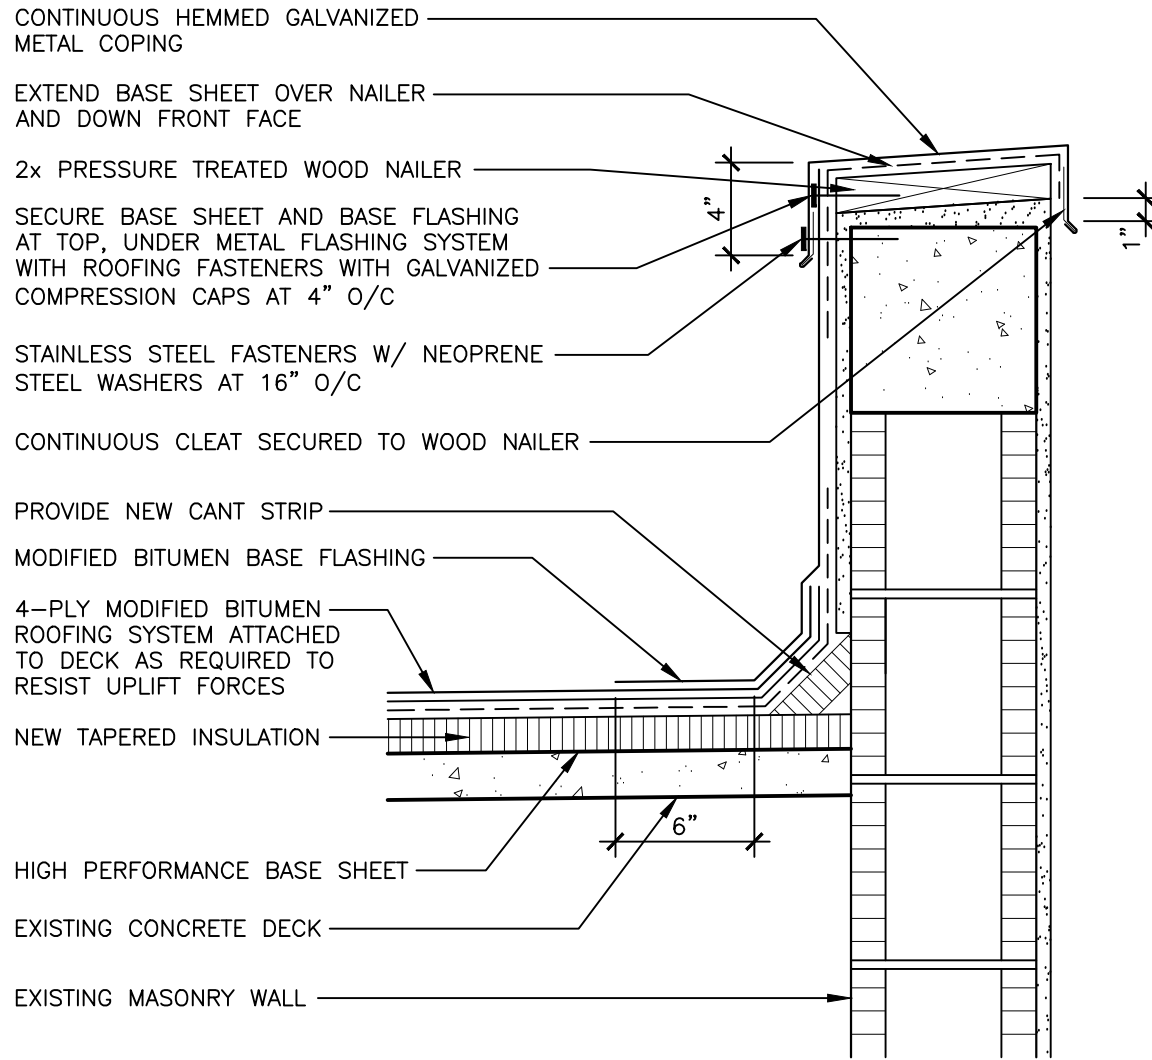 CONTINUOUS HEMMED GALVANIZED
METAL COPING
EXTEND BASE SHEET OVER NAILER
AND DOWN FRONT FACE
2x PRESSURE TREATED WOOD NAILER
SECURE BASE SHEET AND BASE FLASHING
AT TOP, UNDER METAL FLASHING SYSTEM
WITH ROOFING FASTENERS WITH GALVANIZED
COMPRESSION CAPS AT 4" O/C
STAINLESS STEEL FASTENERS W/ NEOPRENE
STEEL WASHERS AT 16" O/C
CONTINUOUS CLEAT SECURED TO WOOD NAILER
PROVIDE NEW CANT STRIP
MODIFIED BITUMEN BASE FLASHING
4-PLY MODIFIED BITUMEN
ROOFING SYSTEM ATTACHED
TO DECK AS REQUIRED TO
RESIST UPLIFT FORCES
NEW TAPERED INSULATION
HIGH PERFORMANCE BASE SHEET
EXISTING CONCRETE DECK
EXISTING MASONRY WALL
4"
1"
6"